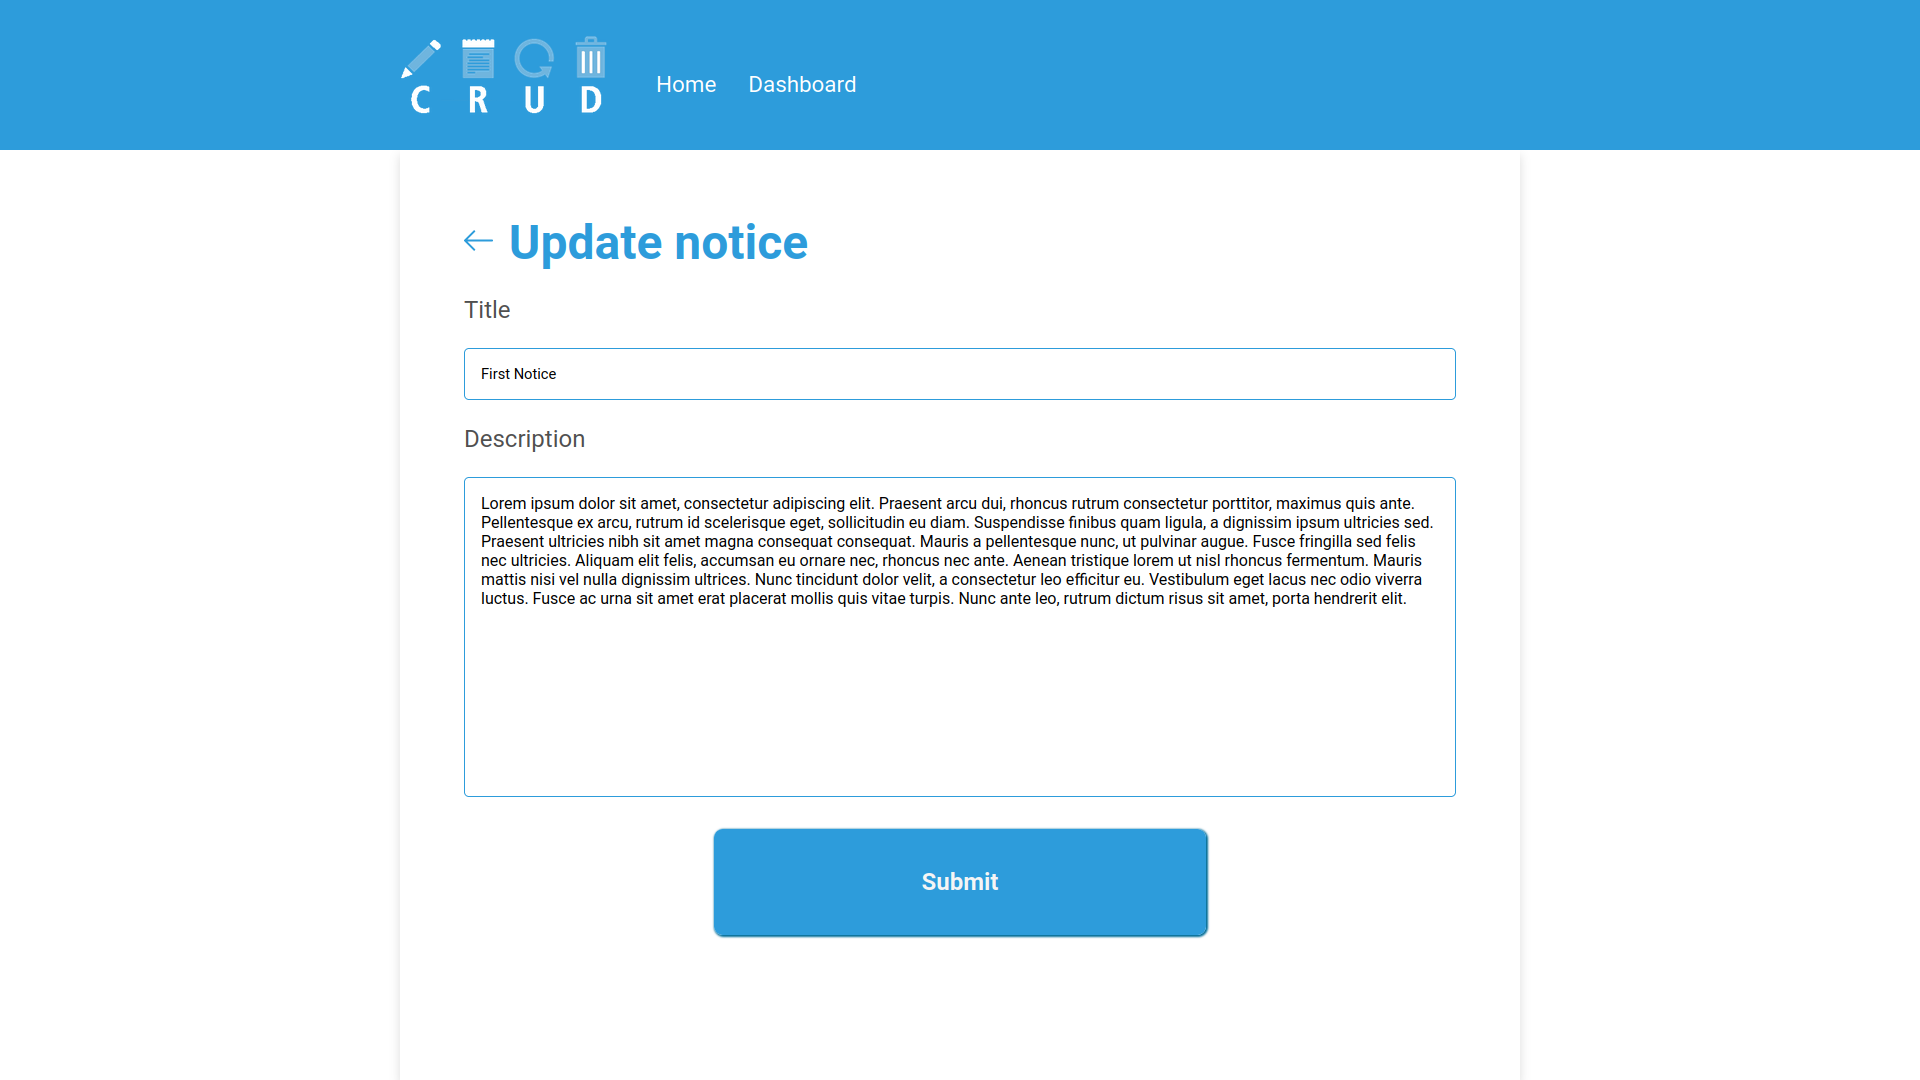 C R U D
Home Dashboard
Update notice
Title
First Notice
Description
Lorem ipsum dolor sit amet, consectetur adipiscing elit. Praesent arcu dui, rhoncus rutrum consectetur porttitor, maximus quis ante.
Pellentesque ex arcu, rutrum id scelerisque eget, sollicitudin eu diam. Suspendisse finibus quam ligula, a dignissim ipsum ultricies sed.
Praesent ultricies nibh sit amet magna consequat consequat. Mauris a pellentesque nunc, ut pulvinar augue. Fusce fringilla sed felis
nec ultricies. Aliquam elit felis, accumsan eu ornare nec, rhoncus nec ante. Aenean tristique lorem ut nisl rhoncus fermentum. Mauris
mattis nisi vel nulla dignissim ultrices. Nunc tincidunt dolor velit, a consectetur leo efficitur eu. Vestibulum eget lacus nec odio viverra
luctus. Fusce ac urna sit amet erat placerat mollis quis vitae turpis. Nunc ante leo, rutrum dictum risus sit amet, porta hendrerit elit.
Submit